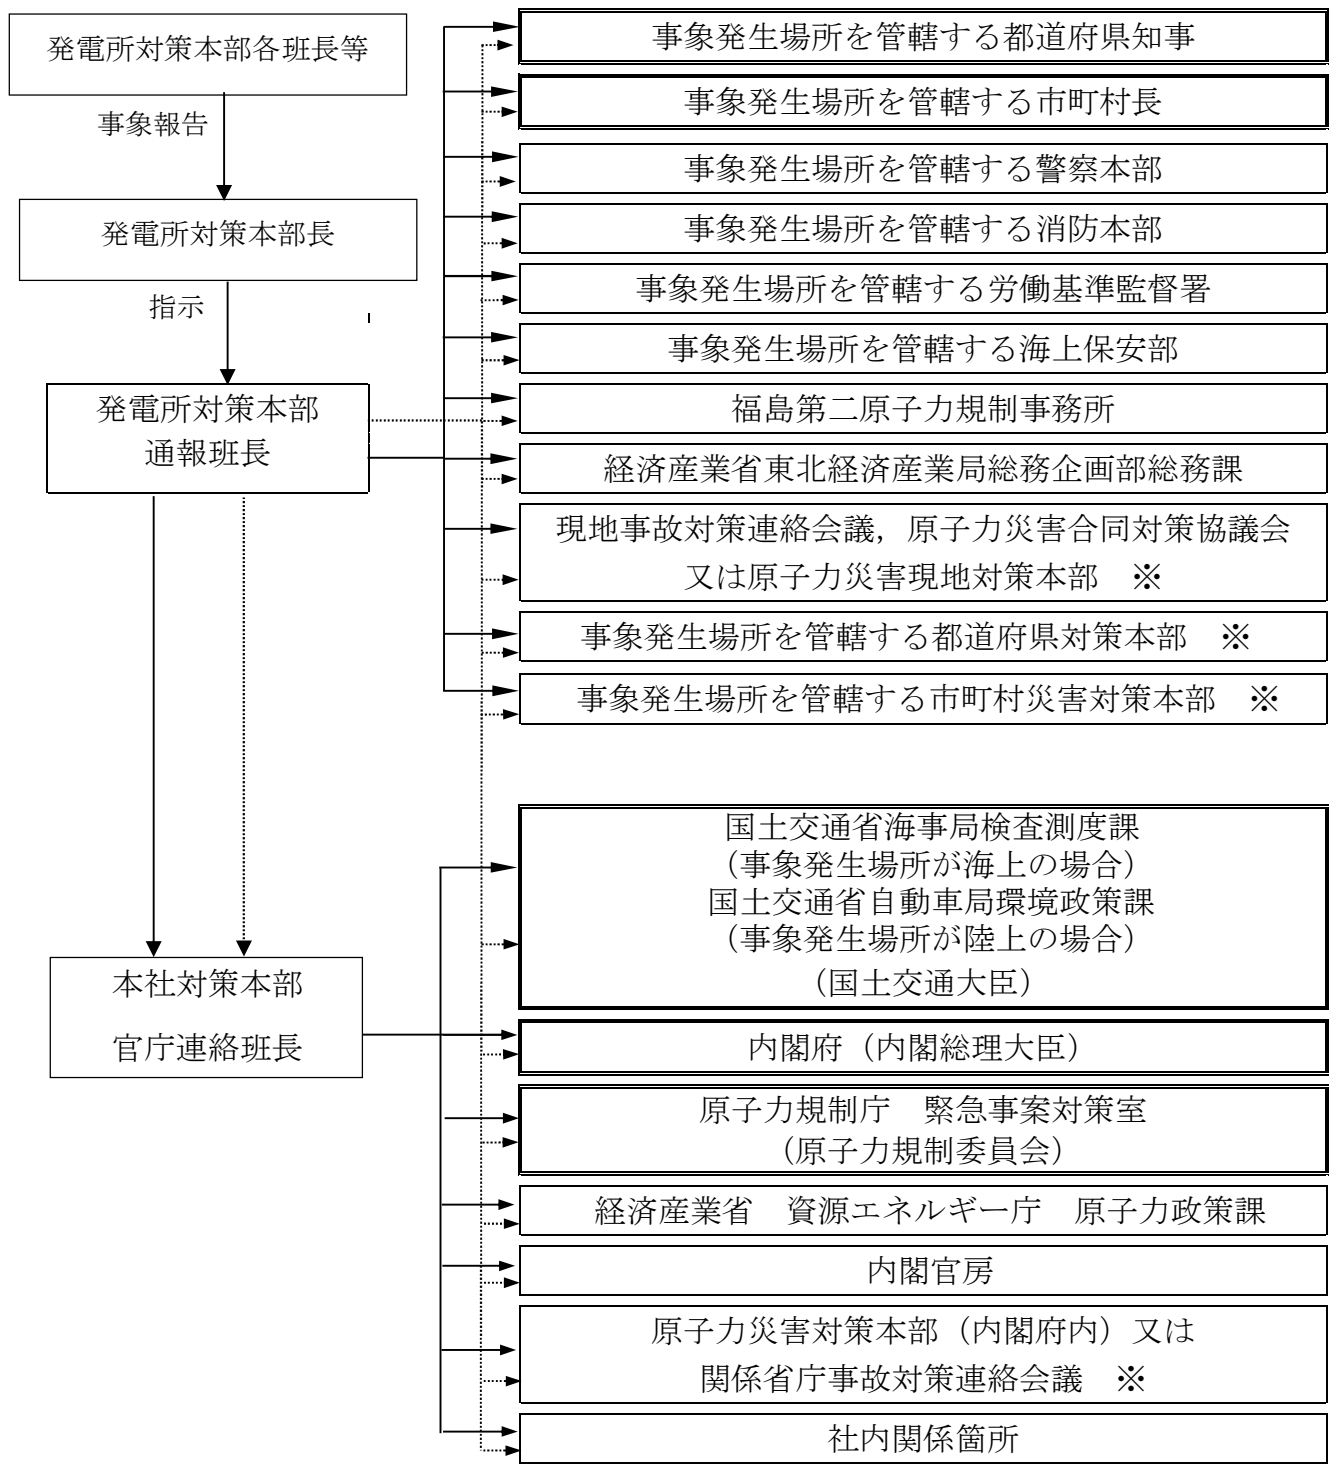 発電所対策本部各班長等
事象報告
発電所対策本部長
指示
発電所対策本部
通報班長
本社対策本部
官庁連絡班長
事象発生場所を管轄する都道府県知事
事象発生場所を管轄する市町村長
事象発生場所を管轄する警察本部
事象発生場所を管轄する消防本部
事象発生場所を管轄する労働基準監督署
事象発生場所を管轄する海上保安部
福島第二原子力規制事務所
経済産業省東北経済産業局総務企画部総務課
現地事故対策連絡会議，原子力災害合同対策協議会
又は原子力災害現地対策本部　※
事象発生場所を管轄する都道府県対策本部　※
事象発生場所を管轄する市町村災害対策本部　※
国土交通省海事局検査測度課
（事象発生場所が海上の場合）
国土交通省自動車局環境政策課
（事象発生場所が陸上の場合）
（国土交通大臣）
内閣府（内閣総理大臣）
原子力規制庁　緊急事案対策室
（原子力規制委員会）
経済産業省　資源エネルギー庁　原子力政策課
内閣官房
原子力災害対策本部（内閣府内）又は
関係省庁事故対策連絡会議　※
社内関係箇所